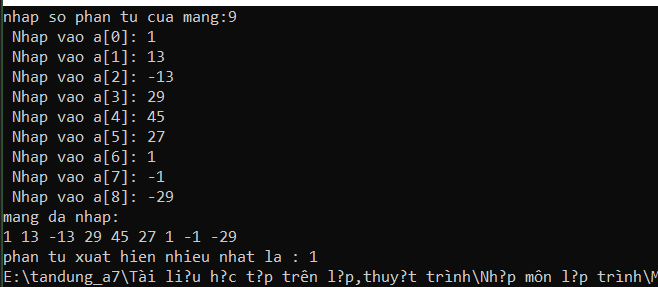 nhap so phan tu cua mang:9
Nhap vao a[0]: 1
Nhap vao a[1]: 13
Nhap vao a[2]: -13
Nhap vao a[3]: 29
Nhap vao a[4]: 45
Nhap vao a[5]: 27
Nhap vao a[6]: 1
Nhap vao a[7]: -1
Nhap vao a[8]: -29
mang da nhap:
1 13 -13 29 45 27 1 -1 -29
phan tu xuat hien nhieu nhat la : 1
E:\tandung_a7\Tài li?u h?c t?p trên l?p,thuy?t trình\Nh?p môn l?p trình\M